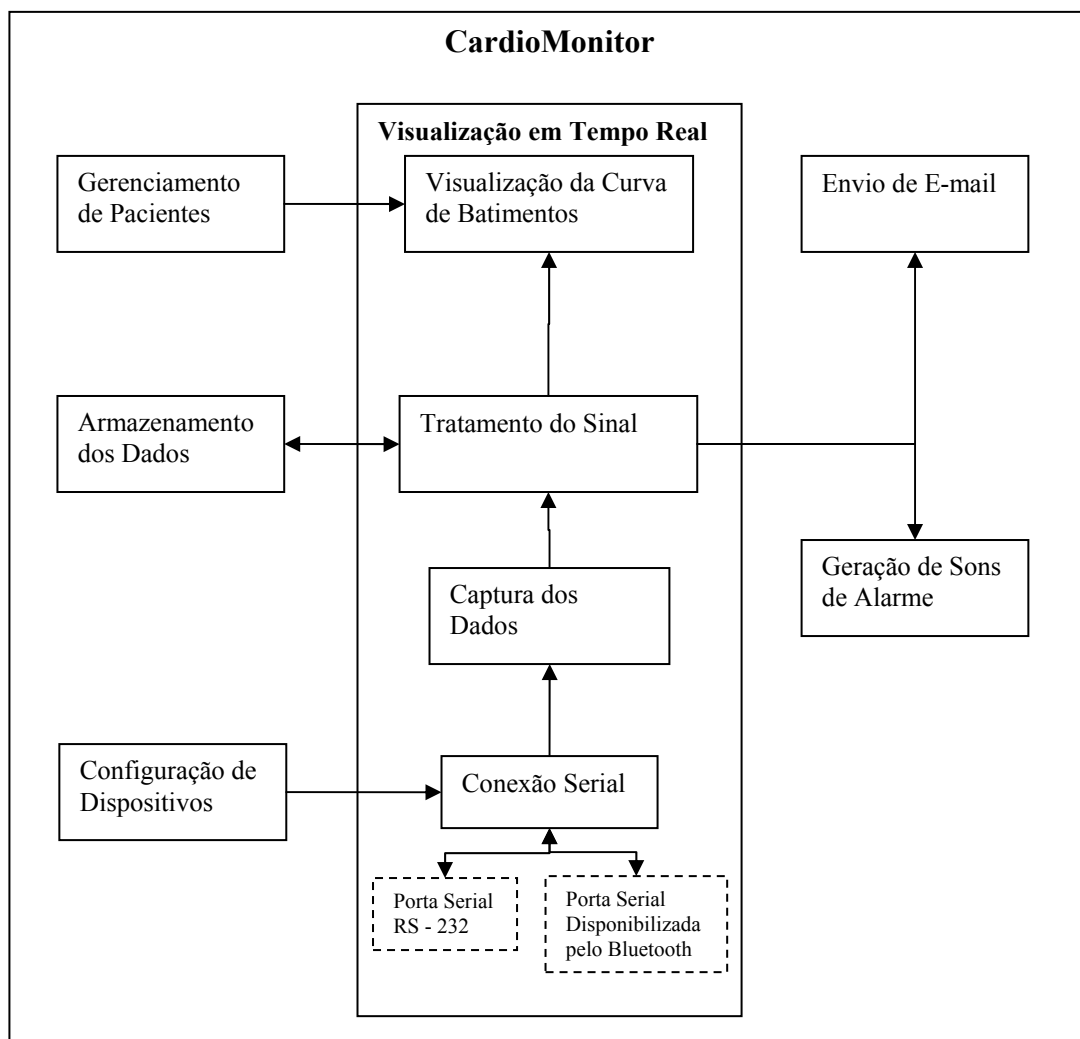 CardioMonitor
Visualização em Tempo Real
Gerenciamento
de Pacientes
Visualização da Curva
de Batimentos
Envio de E-mail
Armazenamento
dos Dados
Tratamento do Sinal
Captura dos
Dados
Geração de Sons
de Alarme
Configuração de
Dispositivos
Conexão Serial
Porta Serial
RS - 232
Porta Serial
Disponibilizada
pelo Bluetooth